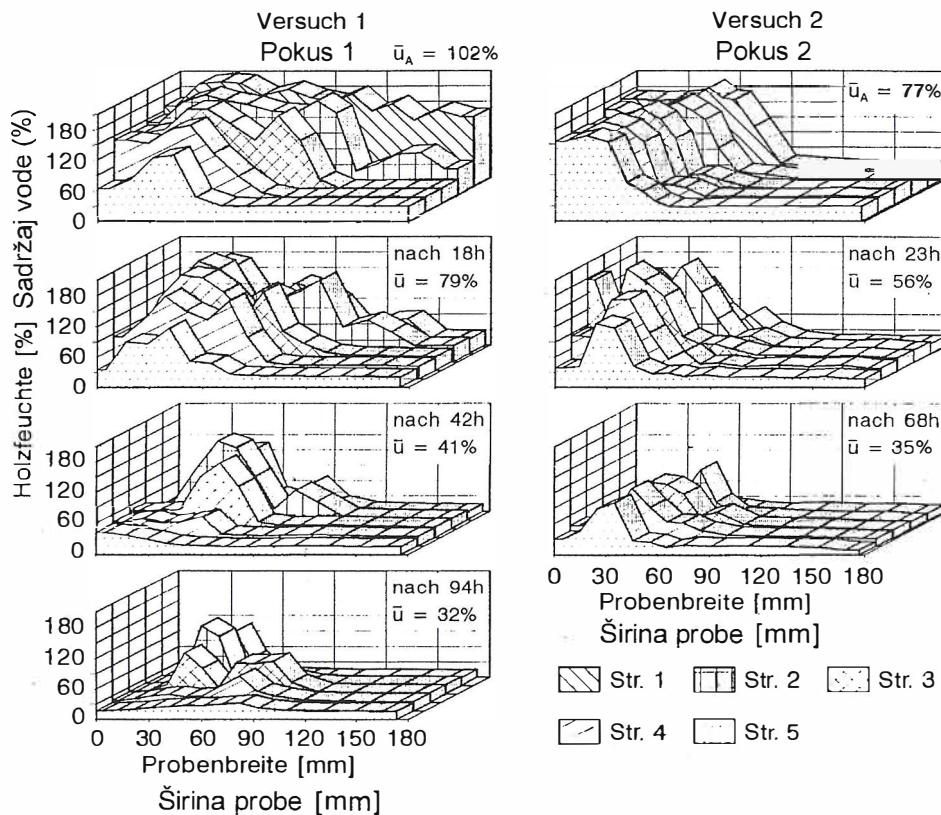 Versuch 1
Pokus 1
ū_A = 102%
Versuch 2
Pokus 2
ū_A = 77%
Holzfeuchte [%] Sadržaj vode (%)
180
120
60
0
nach 18h
ū = 79%
180
120
60
0
nach 23h
ū = 56%
nach 42h
ū = 41%
180
120
60
0
nach 68h
ū = 35%
nach 94h
ū = 32%
180
120
60
0
0 30 60 90 120 150 180
Probenbreite [mm]
Širina probe [mm]
0 30 60 90 120 150 180
Probenbreite [mm]
Širina probe [mm]
Str. 1 Str. 2 Str. 3
Str. 4 Str. 5